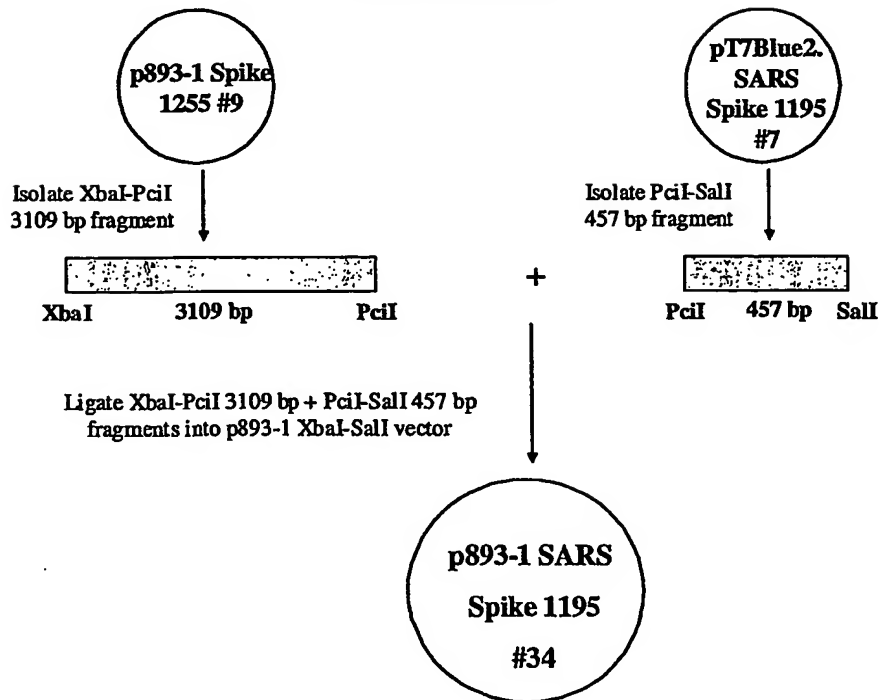 p893-1 Spike
1255 #9
pT7Blue2.
SARS
Spike 1195
#7
Isolate XbaI-PciI
3109 bp fragment
Isolate PciI-SalI
457 bp fragment
+
XbaI 3109 bp PciI
PciI 457 bp SalI
Ligate XbaI-PciI 3109 bp + PciI-SalI 457 bp
fragments into p893-1 XbaI-SalI vector
p893-1 SARS
Spike 1195
#34